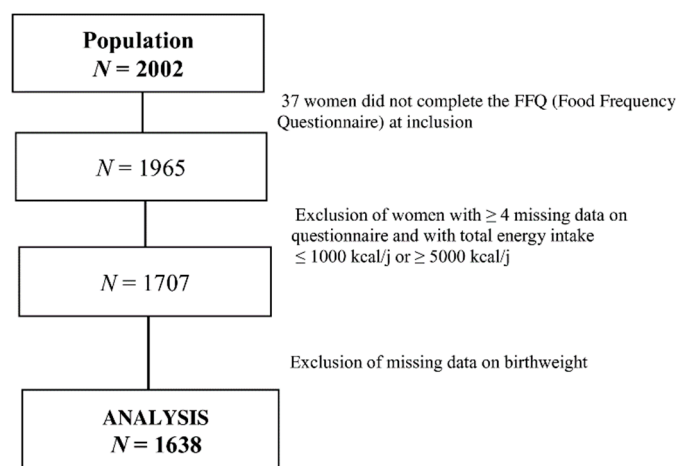 Population
N = 2002
37 women did not complete the FFQ (Food Frequency
Questionnaire) at inclusion
N = 1965
Exclusion of women with ≥ 4 missing data on
questionnaire and with total energy intake
≤ 1000 kcal/j or ≥ 5000 kcal/j
N = 1707
Exclusion of missing data on birthweight
ANALYSIS
N = 1638